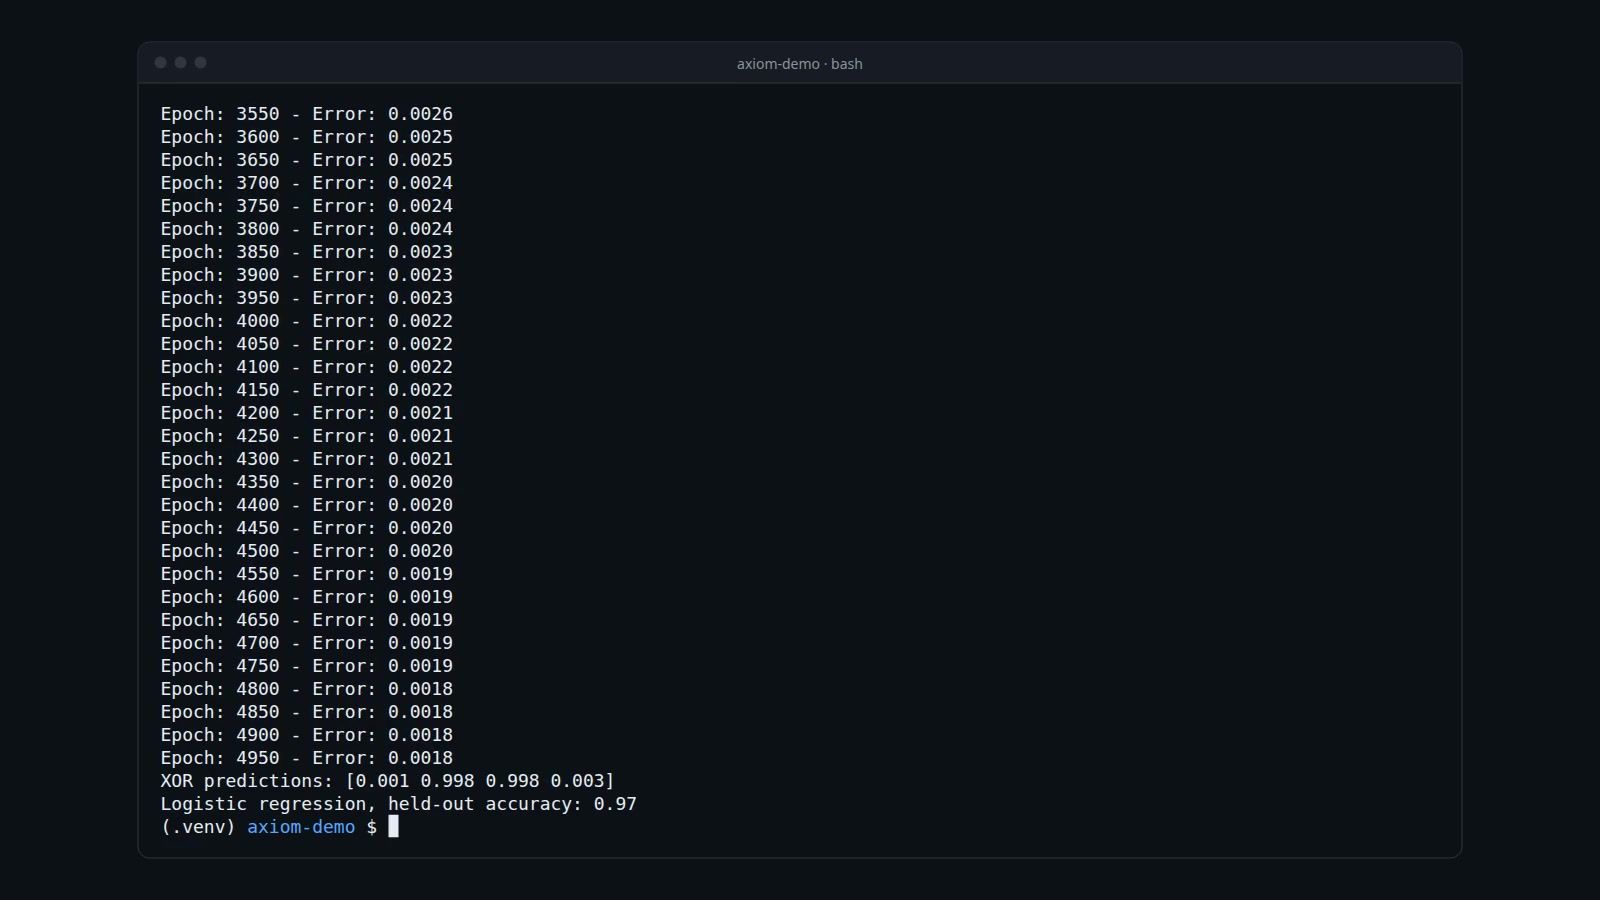 axiom-demo · bash
Epoch: 3550 - Error: 0.0026
Epoch: 3600 - Error: 0.0025
Epoch: 3650 - Error: 0.0025
Epoch: 3700 - Error: 0.0024
Epoch: 3750 - Error: 0.0024
Epoch: 3800 - Error: 0.0024
Epoch: 3850 - Error: 0.0023
Epoch: 3900 - Error: 0.0023
Epoch: 3950 - Error: 0.0023
Epoch: 4000 - Error: 0.0022
Epoch: 4050 - Error: 0.0022
Epoch: 4100 - Error: 0.0022
Epoch: 4150 - Error: 0.0022
Epoch: 4200 - Error: 0.0021
Epoch: 4250 - Error: 0.0021
Epoch: 4300 - Error: 0.0021
Epoch: 4350 - Error: 0.0020
Epoch: 4400 - Error: 0.0020
Epoch: 4450 - Error: 0.0020
Epoch: 4500 - Error: 0.0020
Epoch: 4550 - Error: 0.0019
Epoch: 4600 - Error: 0.0019
Epoch: 4650 - Error: 0.0019
Epoch: 4700 - Error: 0.0019
Epoch: 4750 - Error: 0.0019
Epoch: 4800 - Error: 0.0018
Epoch: 4850 - Error: 0.0018
Epoch: 4900 - Error: 0.0018
Epoch: 4950 - Error: 0.0018
XOR predictions: [0.001 0.998 0.998 0.003]
Logistic regression, held-out accuracy: 0.97
(.venv) axiom-demo $